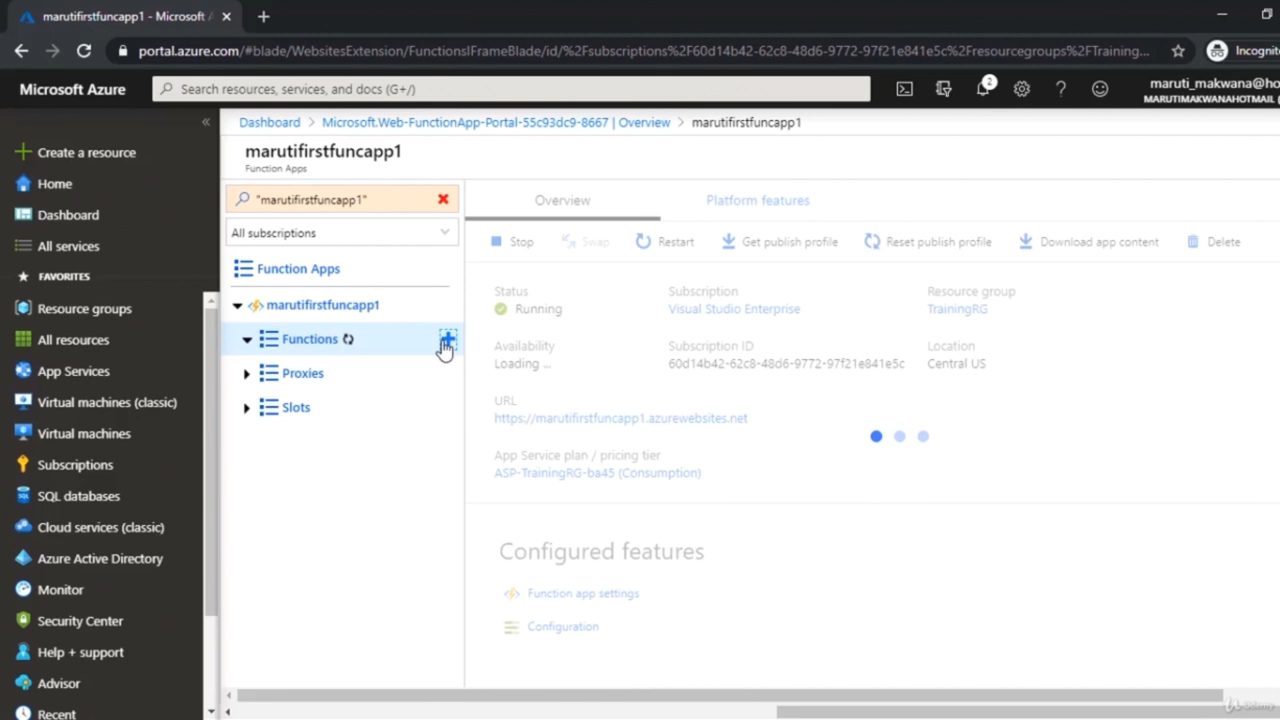 marutifirstfuncapp1 - Microsoft A
portal.azure.com/#blade/WebsitesExtension/FunctionsIFrameBlade/id/%2Fsubscriptions%2F60d14b42-62c8-48d6-9772-97f21e841e5c%2Fresourcegroups%2FTraining...
Incognito
Microsoft Azure
Search resources, services, and docs (G+/)
2
maruti_makwana@ho
MARUTIMAKWANAHOTMAIL (
Dashboard > Microsoft.Web-FunctionApp-Portal-55c93dc9-8667 | Overview > marutifirstfuncapp1
marutifirstfuncapp1
Function Apps
Create a resource
Home
Dashboard
All services
FAVORITES
Resource groups
All resources
App Services
Virtual machines (classic)
Virtual machines
Subscriptions
SQL databases
Cloud services (classic)
Azure Active Directory
Monitor
Security Center
Help + support
Advisor
Recent
"marutifirstfuncapp1"
All subscriptions
Function Apps
marutifirstfuncapp1
Functions
Proxies
Slots
Overview
Platform features
Stop
Swap
Restart
Get publish profile
Reset publish profile
Download app content
Delete
Status
Running
Subscription
Visual Studio Enterprise
Resource group
TrainingRG
Availability
Loading ...
Subscription ID
60d14b42-62c8-48d6-9772-97f21e841e5c
Location
Central US
URL
https://marutifirstfuncapp1.azurewebsites.net
App Service plan / pricing tier
ASP-TrainingRG-ba45 (Consumption)
Configured features
Function app settings
Configuration
Udemy